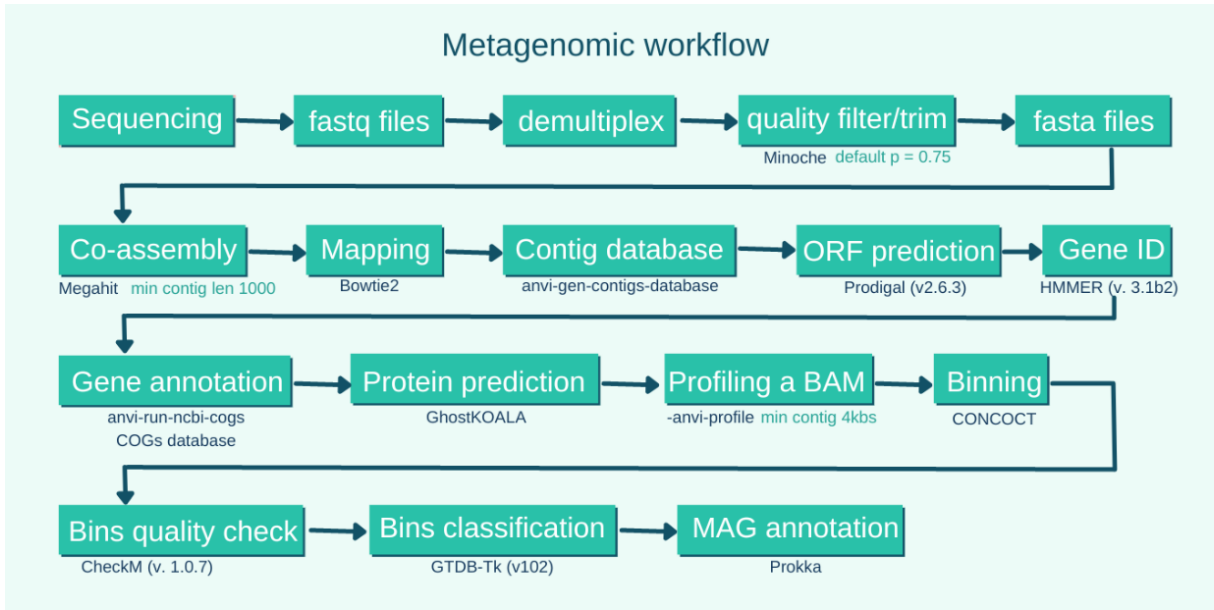 Metagenomic workflow
Sequencing
fastq files
demultiplex
quality filter/trim
fasta files
Minoche default p = 0.75
Co-assembly
Mapping
Contig database
ORF prediction
Gene ID
Megahit min contig len 1000
Bowtie2
anvi-gen-contigs-database
Prodigal (v2.6.3)
HMMER (v. 3.1b2)
Gene annotation
Protein prediction
Profiling a BAM
Binning
anvi-run-ncbi-cogs
COGs database
GhostKOALA
-anvi-profile min contig 4kbs
CONCOCT
Bins quality check
Bins classification
MAG annotation
CheckM (v. 1.0.7)
GTDB-Tk (v102)
Prokka